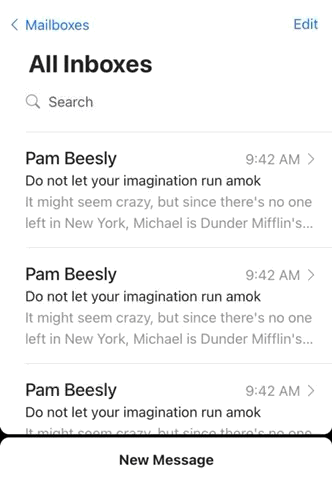 Mailboxes
Edit
All Inboxes
Search
Pam Beesly
9:42 AM
Do not let your imagination run amok
It might seem crazy, but since there's no one
left in New York, Michael is Dunder Mifflin's...
Pam Beesly
9:42 AM
Do not let your imagination run amok
It might seem crazy, but since there's no one
left in New York, Michael is Dunder Mifflin's...
Pam Beesly
9:42 AM
Do not let your imagination run amok
It might seem crazy, but since there's no one
New Message